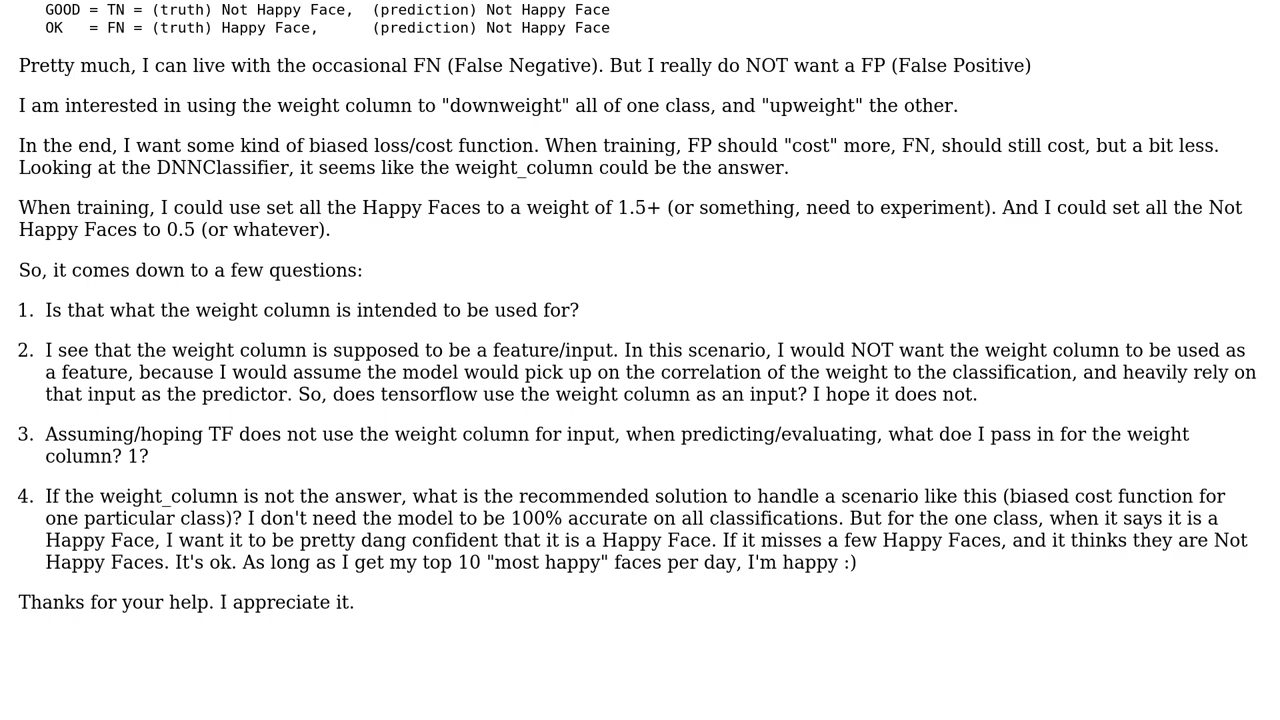 GOOD = TN = (truth) Not Happy Face,  (prediction) Not Happy Face
OK   = FN = (truth) Happy Face,      (prediction) Not Happy Face
Pretty much, I can live with the occasional FN (False Negative). But I really do NOT want a FP (False Positive)
I am interested in using the weight column to "downweight" all of one class, and "upweight" the other.
In the end, I want some kind of biased loss/cost function. When training, FP should "cost" more, FN, should still cost, but a bit less.
Looking at the DNNClassifier, it seems like the weight_column could be the answer.
When training, I could use set all the Happy Faces to a weight of 1.5+ (or something, need to experiment). And I could set all the Not
Happy Faces to 0.5 (or whatever).
So, it comes down to a few questions:
1. Is that what the weight column is intended to be used for?
2. I see that the weight column is supposed to be a feature/input. In this scenario, I would NOT want the weight column to be used as
a feature, because I would assume the model would pick up on the correlation of the weight to the classification, and heavily rely on
that input as the predictor. So, does tensorflow use the weight column as an input? I hope it does not.
3. Assuming/hoping TF does not use the weight column for input, when predicting/evaluating, what doe I pass in for the weight
column? 1?
4. If the weight_column is not the answer, what is the recommended solution to handle a scenario like this (biased cost function for
one particular class)? I don't need the model to be 100% accurate on all classifications. But for the one class, when it says it is a
Happy Face, I want it to be pretty dang confident that it is a Happy Face. If it misses a few Happy Faces, and it thinks they are Not
Happy Faces. It's ok. As long as I get my top 10 "most happy" faces per day, I'm happy :)
Thanks for your help. I appreciate it.